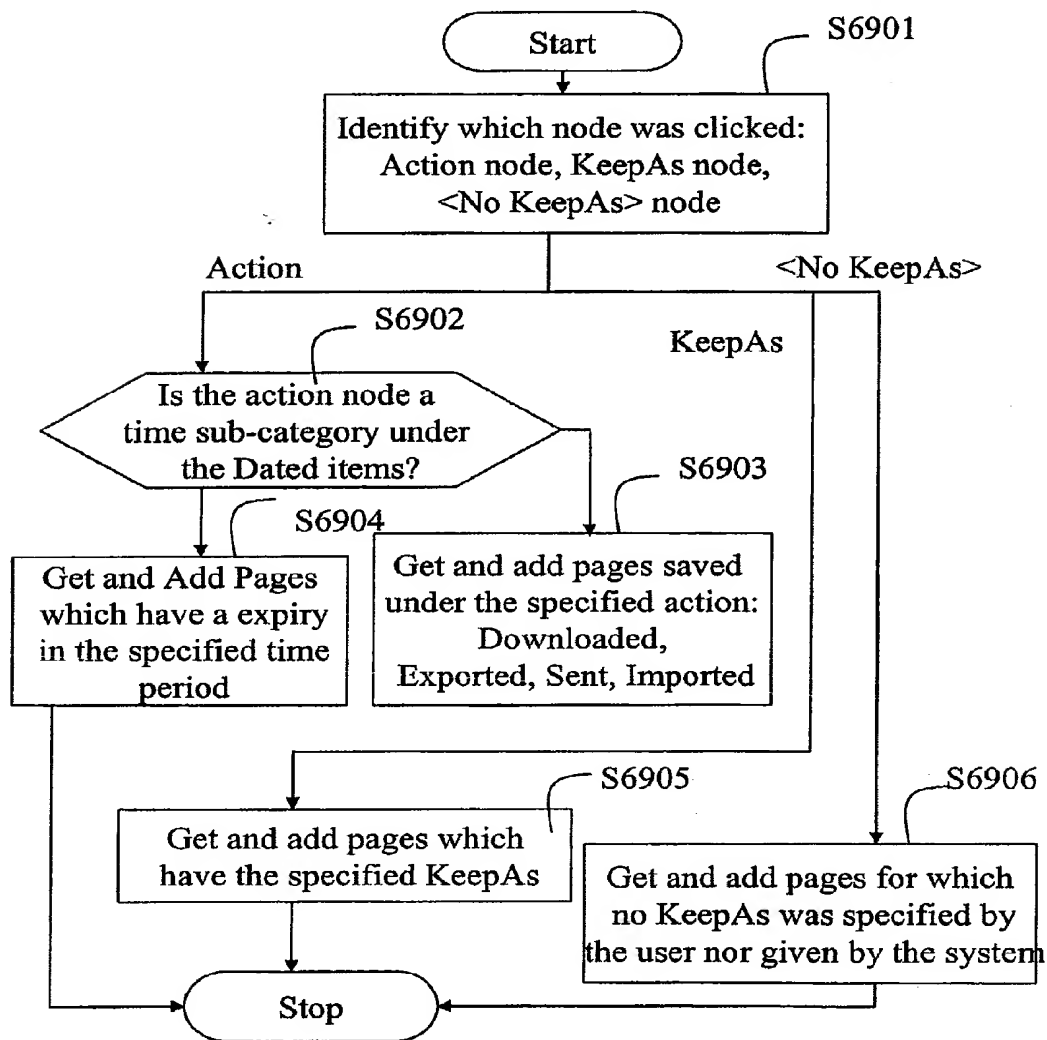 Start
S6901
Identify which node was clicked:
Action node, KeepAs node,
<No KeepAs> node
Action
<No KeepAs>
S6902
KeepAs
Is the action node a
time sub-category under
the Dated items?
S6903
S6904
Get and Add Pages
which have a expiry
in the specified time
period
Get and add pages saved
under the specified action:
Downloaded,
Exported, Sent, Imported
S6905
S6906
Get and add pages which
have the specified KeepAs
Get and add pages for which
no KeepAs was specified by
the user nor given by the system
Stop